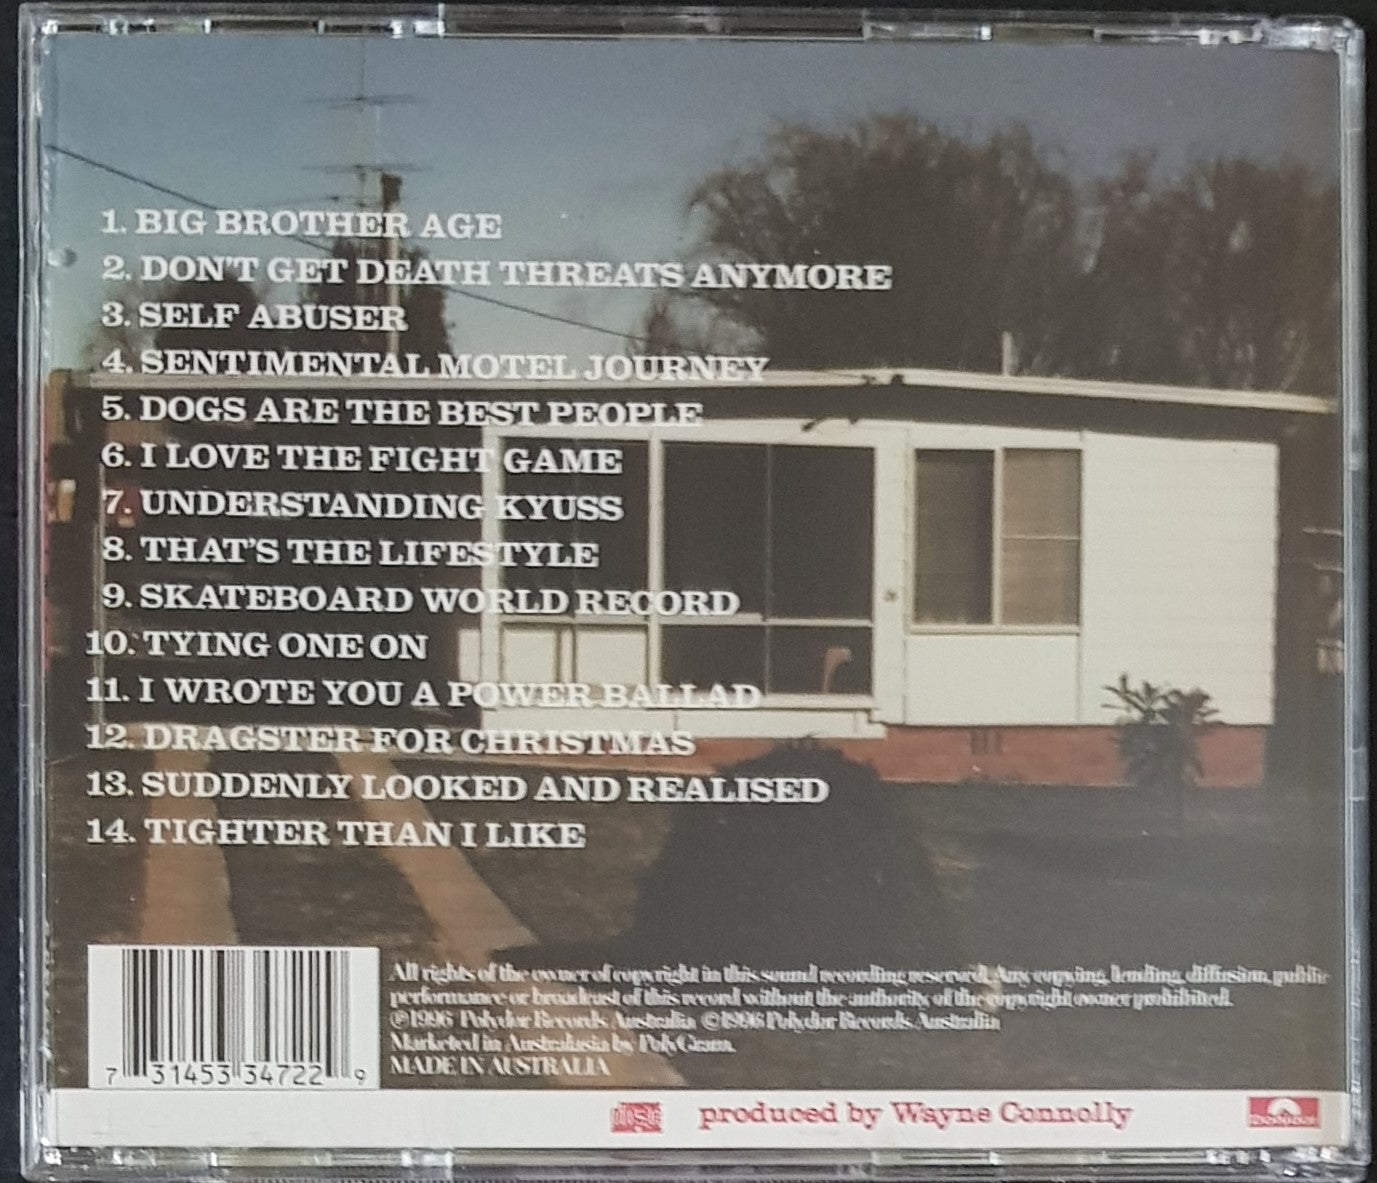 1. BIG BROTHER AGE
2. DON'T GET DEATH THREATS ANYMORE
3. SELF ABUSER
4. SENTIMENTAL MOTEL JOURNEY
5. DOGS ARE THE BEST PEOPLE
6. I LOVE THE FIGHT GAME
7. UNDERSTANDING KYUSS
8. THAT'S THE LIFESTYLE
9. SKATEBOARD WORLD RECORD
10. TYING ONE ON
11. I WROTE YOU A POWER BALLAD
12. DRAGSTER FOR CHRISTMAS
13. SUDDENLY LOOKED AND REALISED
14. TIGHTER THAN I LIKE
All rights of the owner of copyright in this sound recording reserved. Any copying, lending, diffusion, public
performance or broadcast of this record without the authority of the copyright owner prohibited.
℗1996 Polydor Records Australia ©1996 Polydor Records Australia
Marketed in Australasia by PolyGram.
MADE IN AUSTRALIA
7 31453 34722 9
disc produced by Wayne Connolly